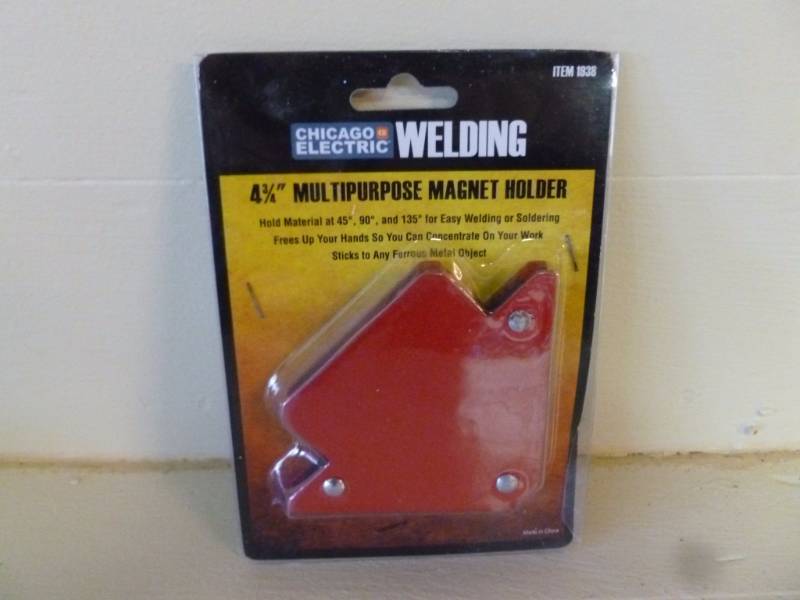 ITEM 1938
CHICAGO ELECTRIC WELDING
4¾" MULTIPURPOSE MAGNET HOLDER
Hold Material at 45°, 90°, and 135° for Easy Welding or Soldering
Frees Up Your Hands So You Can Concentrate On Your Work
Sticks to Any Ferrous Metal Object
Made in China